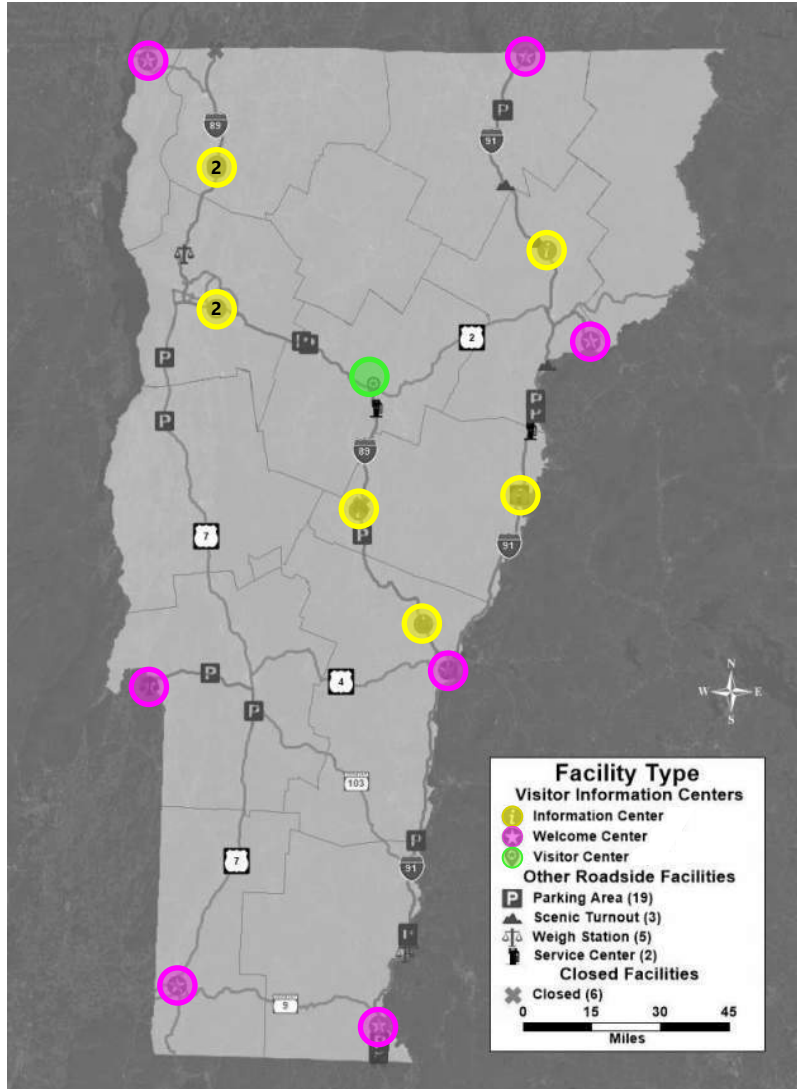 89
P
91
2
i
2
2
P
P
P
P
P
P
89
P
91
7
N
W E
S
P
4
P
103
Facility Type
Visitor Information Centers
i Information Center
Welcome Center
Visitor Center
Other Roadside Facilities
P Parking Area (19)
Scenic Turnout (3)
Weigh Station (5)
Service Center (2)
Closed Facilities
Closed (6)
0 15 30 45
Miles
P
7
91
P
9
P